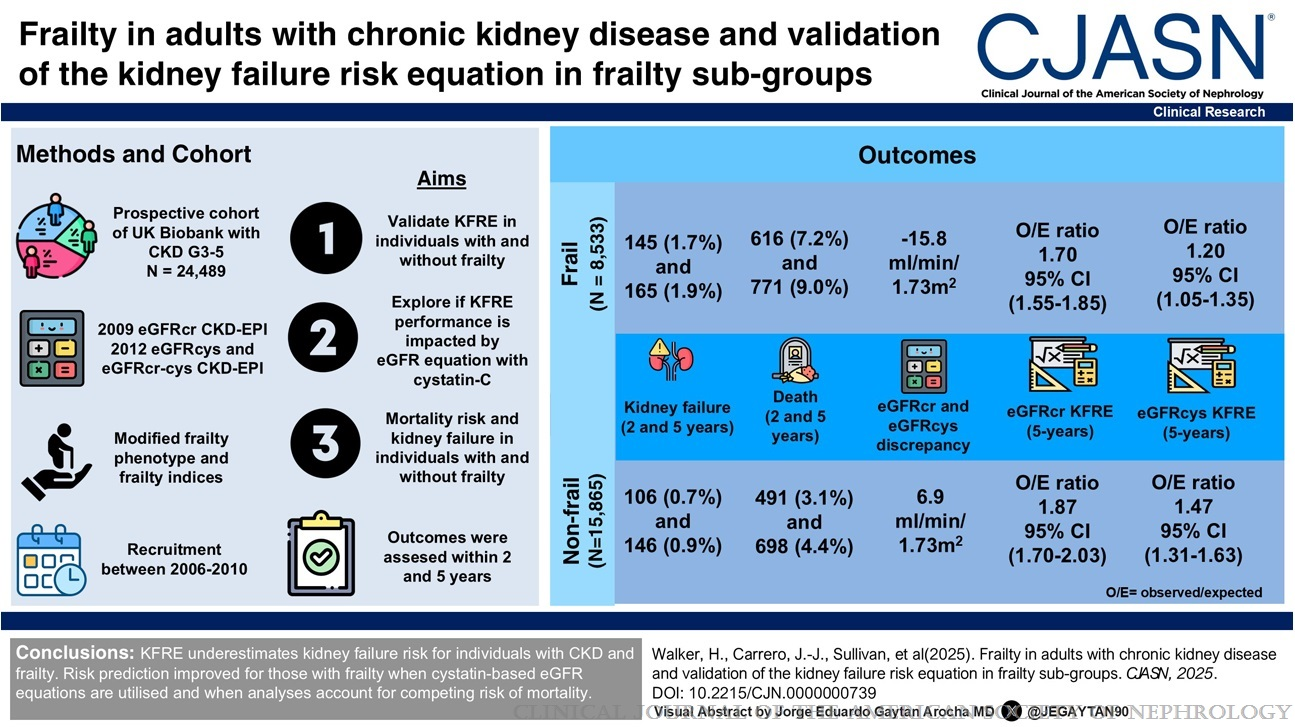 Frailty in adults with chronic kidney disease and validation
of the kidney failure risk equation in frailty sub-groups
CJASN®
Clinical Journal of the American Society of Nephrology
Clinical Research
Methods and Cohort
Prospective cohort
of UK Biobank with
CKD G3-5
N = 24,489
2009 eGFRcr CKD-EPI
2012 eGFRcys and
eGFRcr-cys CKD-EPI
Modified frailty
phenotype and
frailty indices
Recruitment
between 2006-2010
Aims
1
Validate KFRE in
individuals with and
without frailty
2
Explore if KFRE
performance is
impacted by
eGFR equation with
cystatin-C
3
Mortality risk and
kidney failure in
individuals with and
without frailty
Outcomes were
assesed within 2
and 5 years
Outcomes
Frail
(N = 8,533)
145 (1.7%)
and
165 (1.9%)
616 (7.2%)
and
771 (9.0%)
-15.8
ml/min/
1.73m²
O/E ratio
1.70
95% CI
(1.55-1.85)
O/E ratio
1.20
95% CI
(1.05-1.35)
Kidney failure
(2 and 5 years)
Death
(2 and 5
years)
eGFRcr and
eGFRcys
discrepancy
eGFRcr KFRE
(5-years)
eGFRcys KFRE
(5-years)
Non-frail
(N=15,865)
106 (0.7%)
and
146 (0.9%)
491 (3.1%)
and
698 (4.4%)
6.9
ml/min/
1.73m²
O/E ratio
1.87
95% CI
(1.70-2.03)
O/E ratio
1.47
95% CI
(1.31-1.63)
O/E= observed/expected
Conclusions: KFRE underestimates kidney failure risk for individuals with CKD and
frailty. Risk prediction improved for those with frailty when cystatin-based eGFR
equations are utilised and when analyses account for competing risk of mortality.
Walker, H., Carrero, J.-J., Sullivan, et al(2025). Frailty in adults with chronic kidney disease
and validation of the kidney failure risk equation in frailty sub-groups. CJASN, 2025.
DOI: 10.2215/CJN.0000000739
Visual Abstract by Jorge Eduardo Gaytan Arocha MD X @JEGAYTAN90
CLINICAL JOURNAL OF THE AMERICAN SOCIETY OF NEPHROLOGY